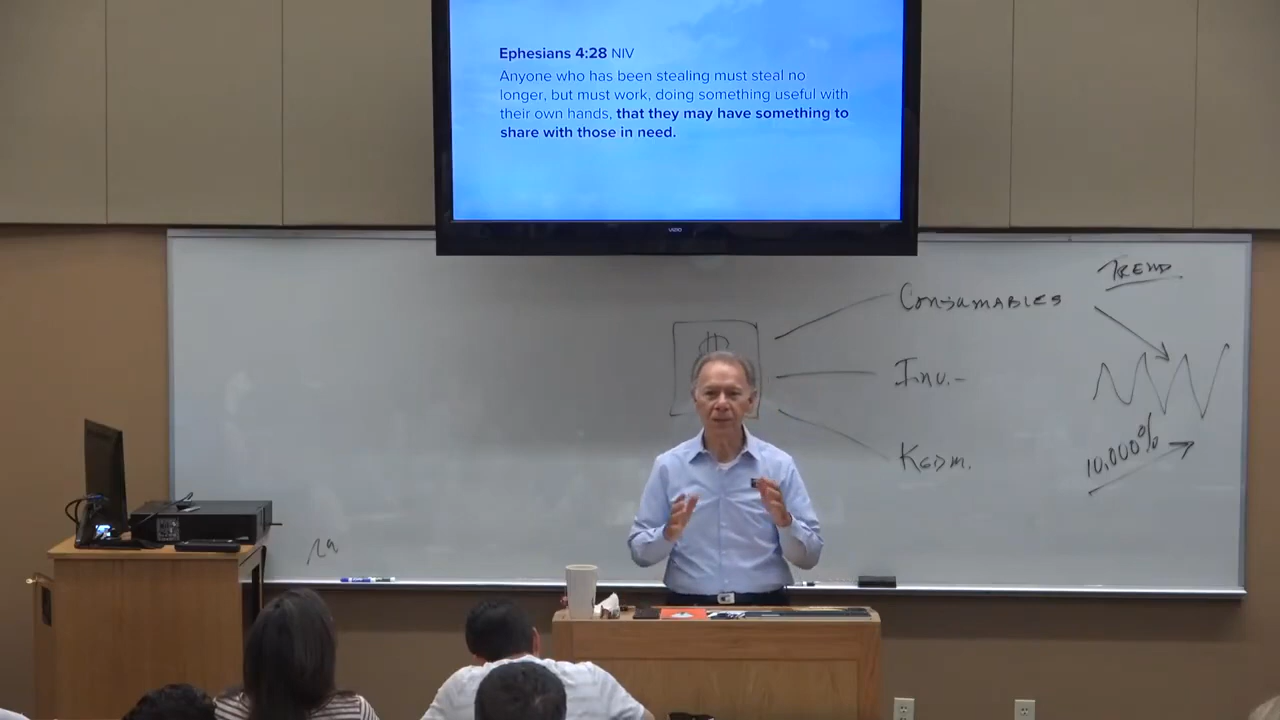 Ephesians 4:28 NIV
Anyone who has been stealing must steal no
longer, but must work, doing something useful with
their own hands, that they may have something to
share with those in need.
VIZIO
TREND
CONSUMABLES
$
INV.-
KGDM.
10,000%